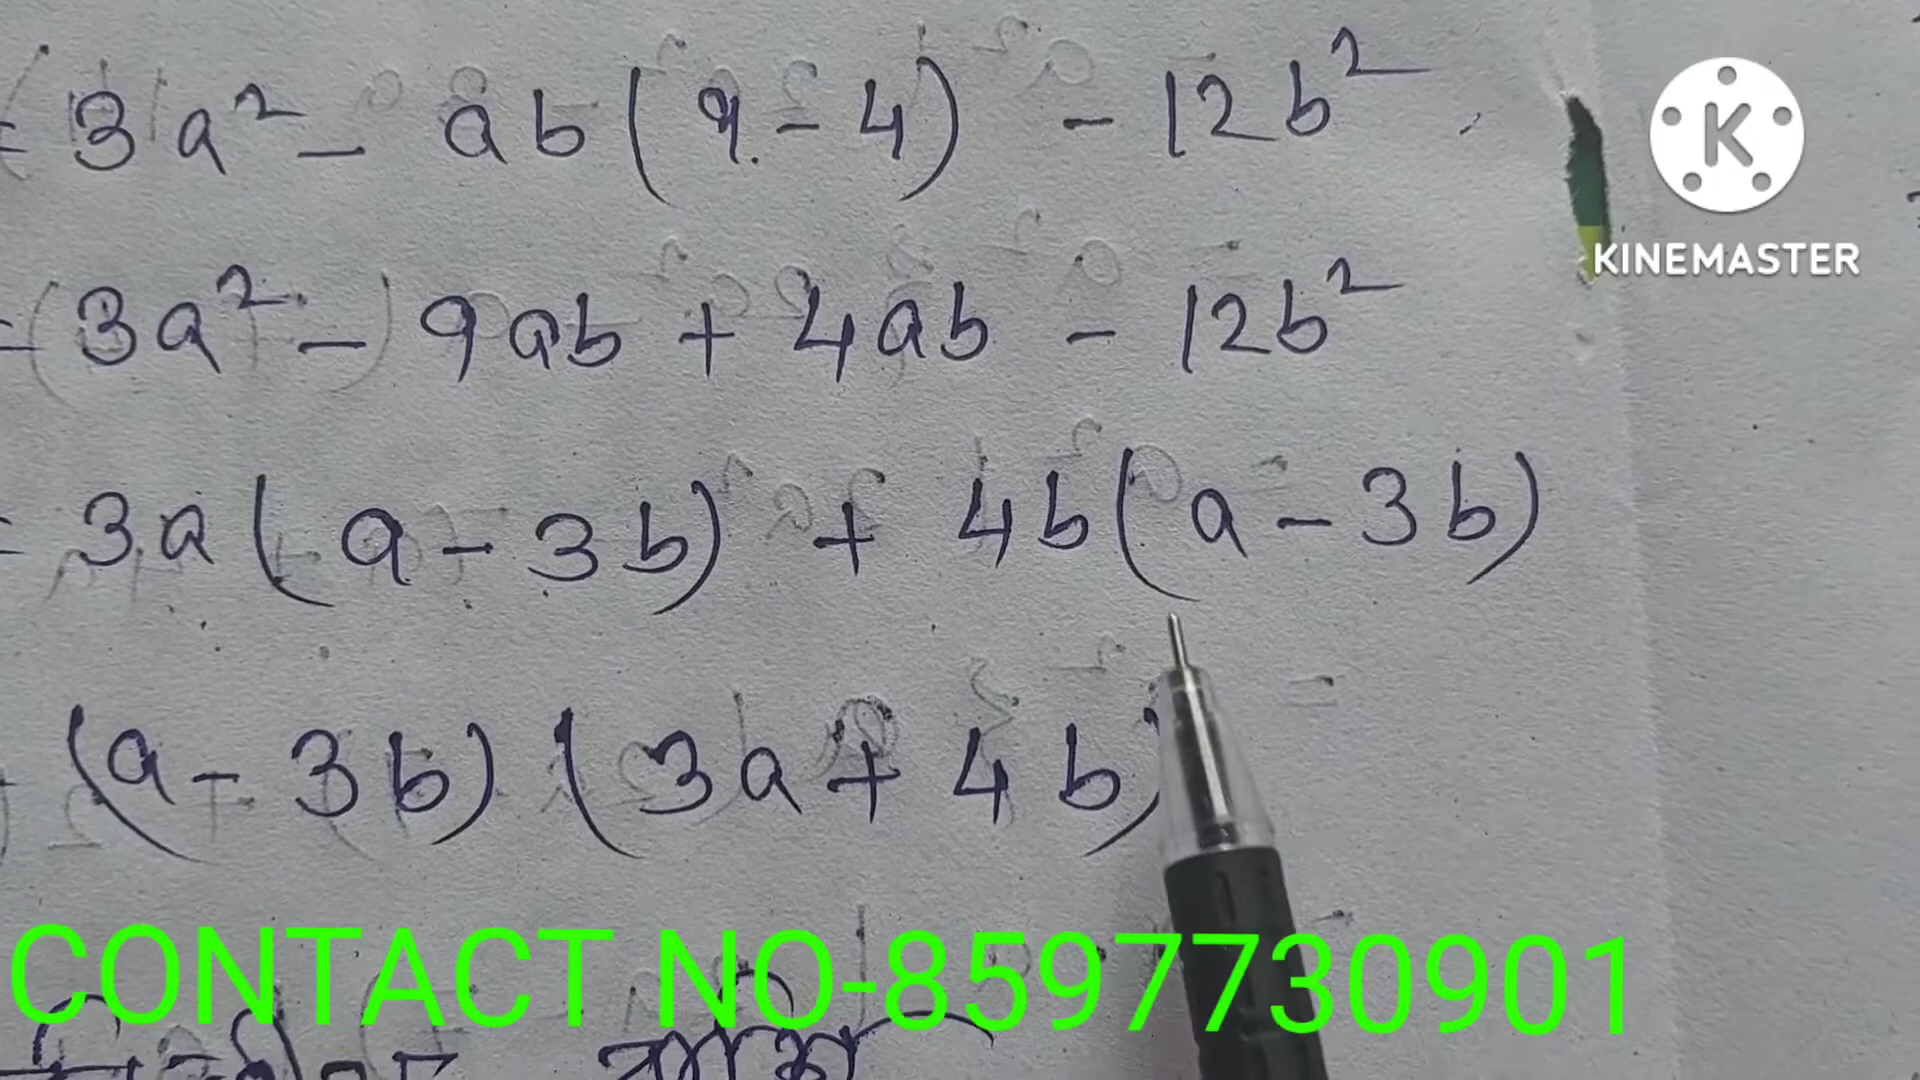 = 3a² - ab(9-4) - 12b²
= 3a² - 9ab + 4ab - 12b²
= 3a(a-3b) + 4b(a-3b)
(a-3b)(3a+4b)
K
KINEMASTER
CONTACT NO-8597730901